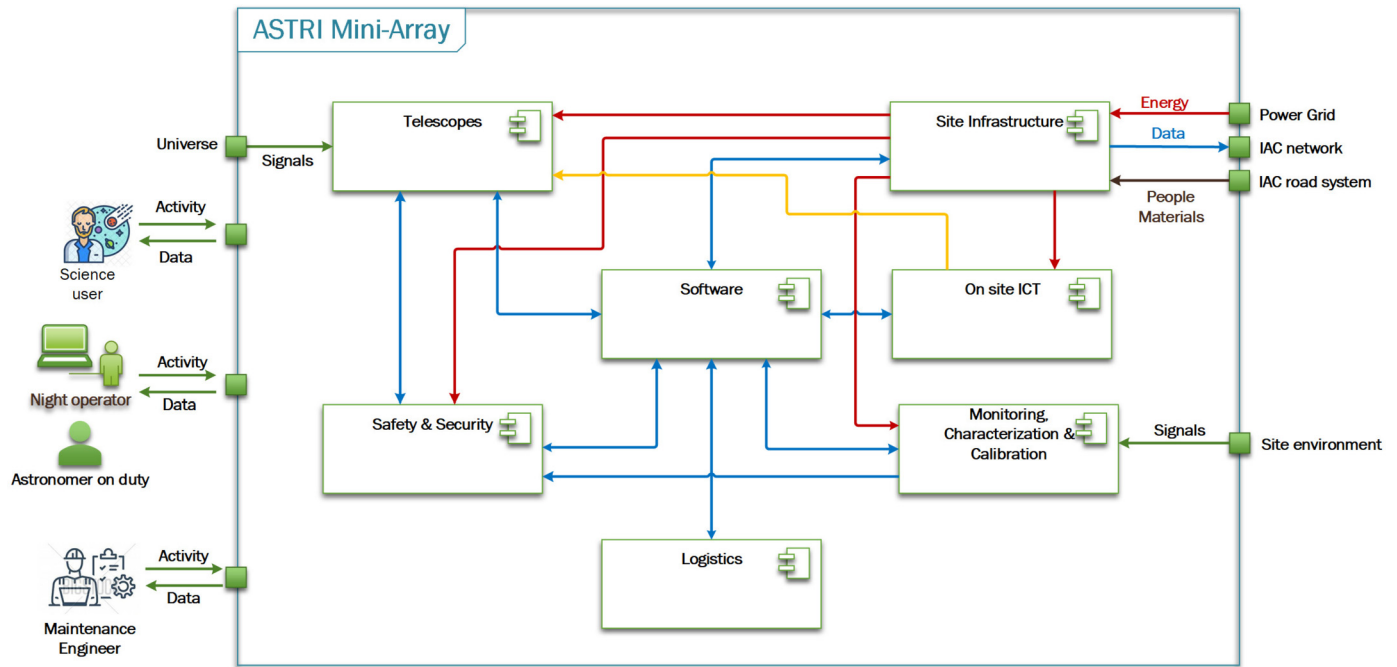 ASTRI Mini-Array
Telescopes
Site Infrastructure
Energy
Data
People
Materials
Power Grid
IAC network
IAC road system
Universe
Signals
Activity
Data
Science
user
Software
On site ICT
Activity
Data
Night operator
Astronomer on duty
Safety & Security
Monitoring,
Characterization &
Calibration
Signals
Site environment
Logistics
Activity
Data
Maintenance
Engineer